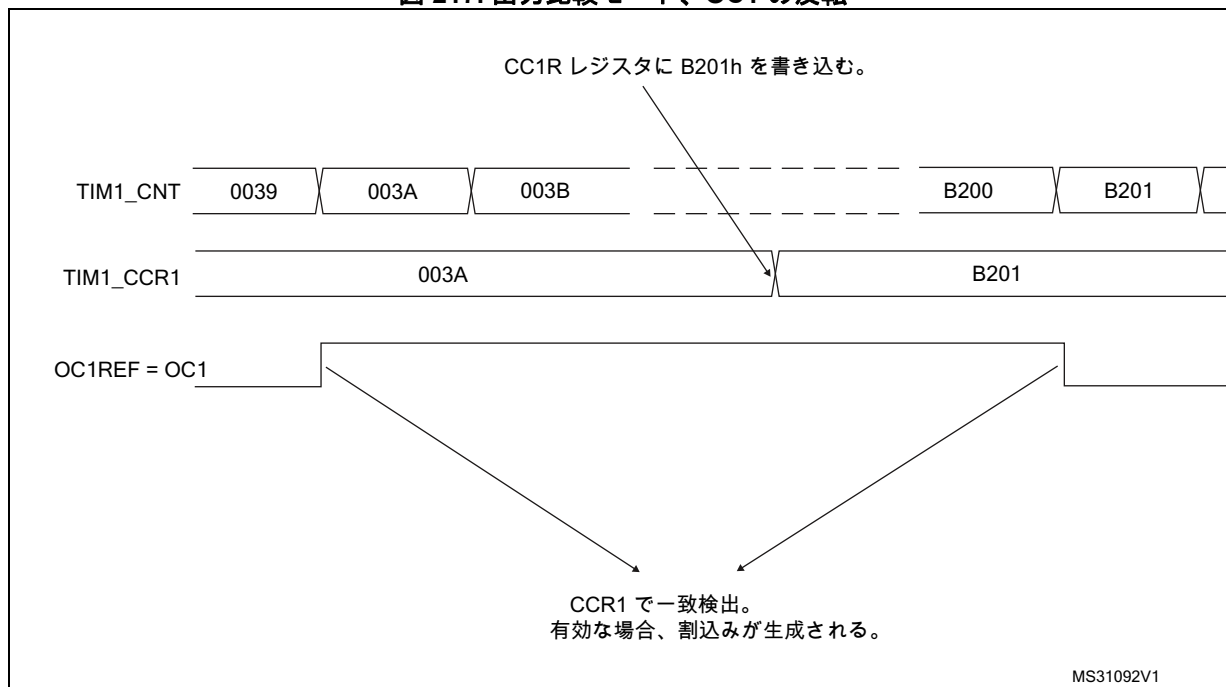 CC1R レジスタに B201h を書き込む。
TIM1_CNT 0039 003A 003B B200 B201
TIM1_CCR1 003A B201
OC1REF = OC1
CCR1 で一致検出。
有効な場合、割込みが生成される。
MS31092V1